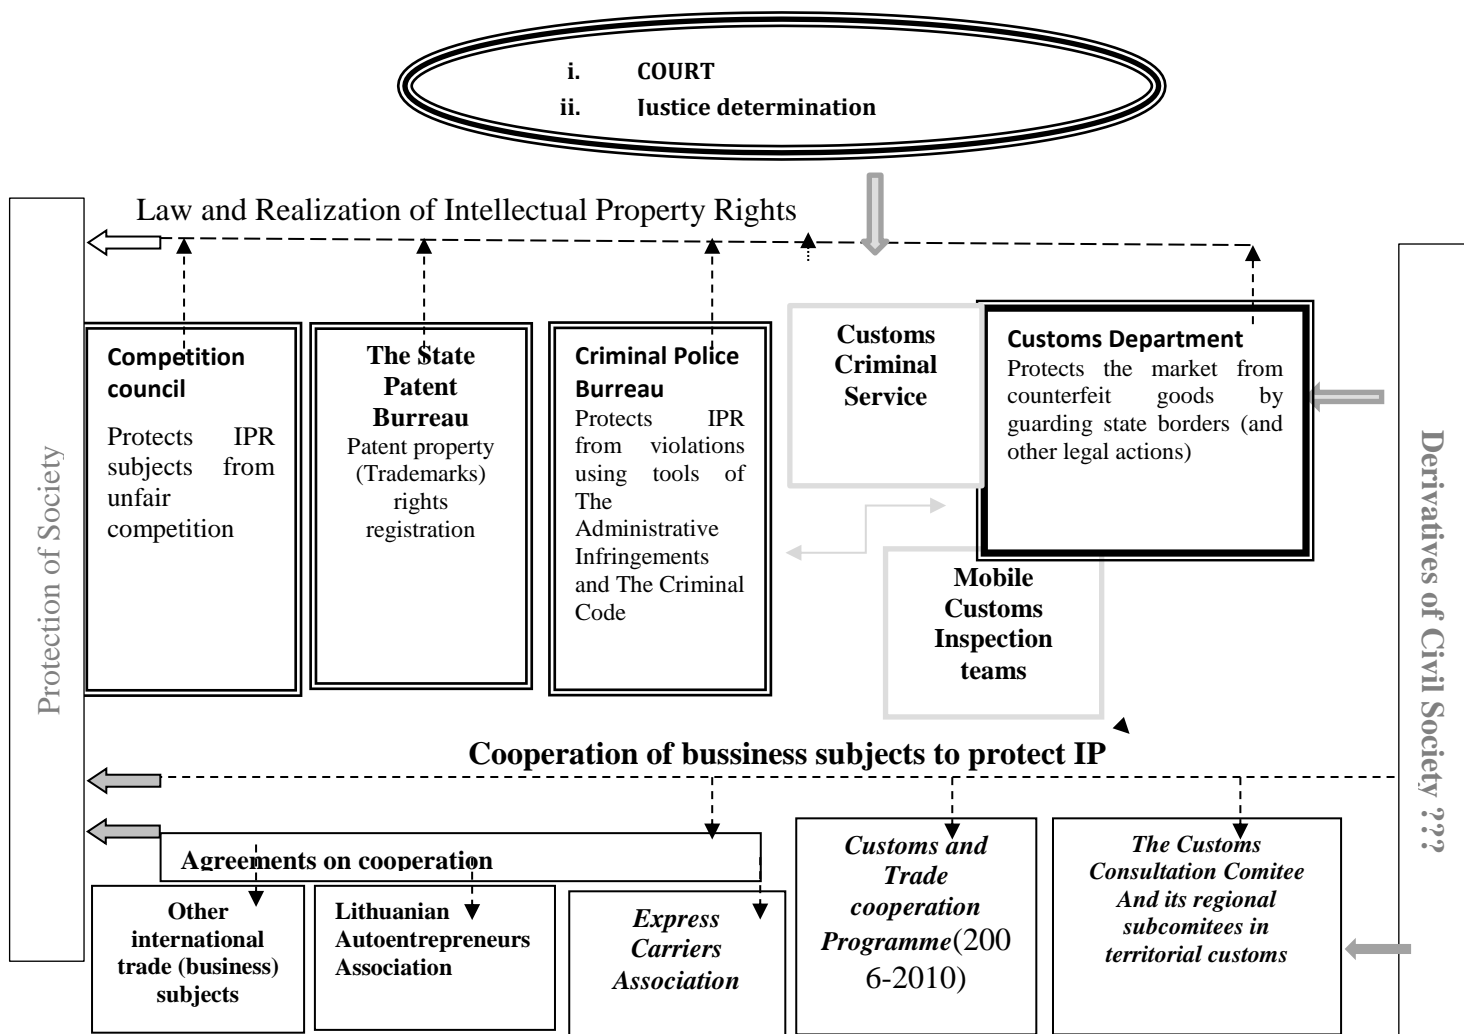 i. COURT
ii. Justice determination
Law and Realization of Intellectual Property Rights
Protection of Society
Competition
council
Protects IPR
subjects from
unfair
competition
The State
Patent
Burreau
Patent property
(Trademarks)
rights
registration
Criminal Police
Burreau
Protects IPR
from violations
using tools of
The
Administrative
Infringements
and The Criminal
Code
Customs
Criminal
Service
Customs Department
Protects the market from
counterfeit goods by
guarding state borders (and
other legal actions)
Mobile
Customs
Inspection
teams
Derivatives of Civil Society ???
Cooperation of bussiness subjects to protect IP
Agreements on cooperation
Other
international
trade (business)
subjects
Lithuanian
Autoentrepreneurs
Association
Express
Carriers
Association
Customs and
Trade
cooperation
Programme(200
6-2010)
The Customs
Consultation Comitee
And its regional
subcomitees in
territorial customs